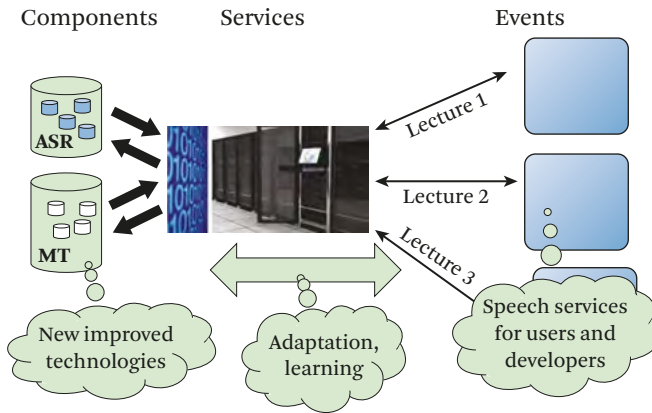 Components
Services
Events
ASR
MT
Lecture 1
Lecture 2
Lecture 3
New improved
technologies
Adaptation,
learning
Speech services
for users and
developers